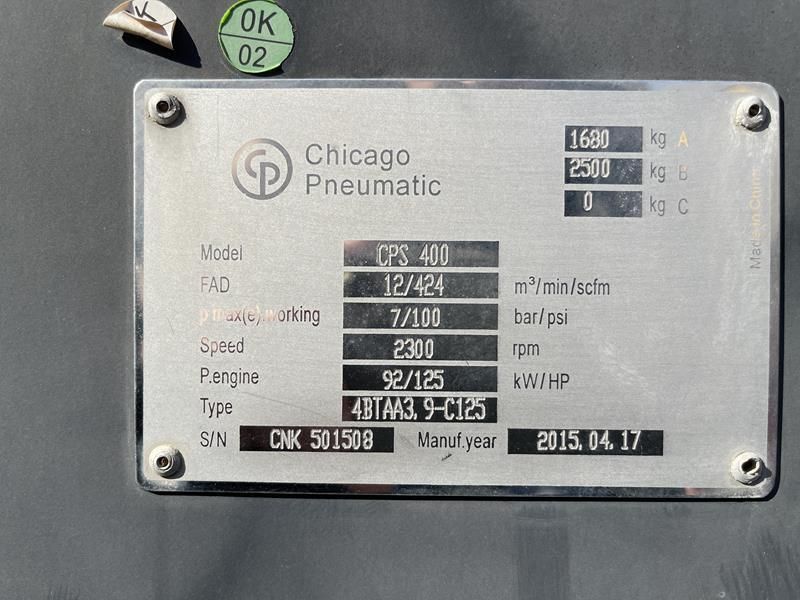 K
OK
02
CP
Chicago
Pneumatic
1680 kg A
2500 kg B
0 kg C
Made in China
Model CPS 400
FAD 12/424 m³/min/scfm
p max(e).working 7/100 bar/psi
Speed 2300 rpm
P.engine 92/125 kW/HP
Type 4BTAA3.9-C125
S/N CNK 501508 Manuf.year 2015.04.17